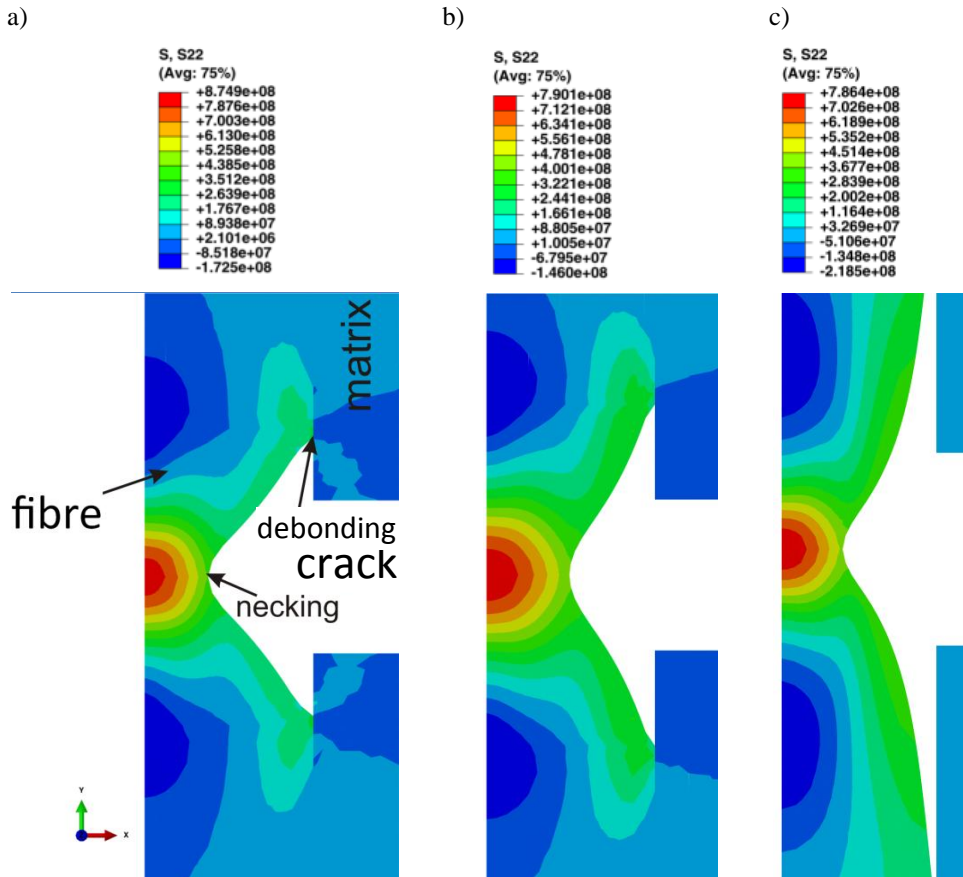 a)
b)
c)
S, S22
(Avg: 75%)
+8.749e+08
+7.876e+08
+7.003e+08
+6.130e+08
+5.258e+08
+4.385e+08
+3.512e+08
+2.639e+08
+1.767e+08
+8.938e+07
+2.101e+06
-8.518e+07
-1.725e+08
S, S22
(Avg: 75%)
+7.901e+08
+7.121e+08
+6.341e+08
+5.561e+08
+4.781e+08
+4.001e+08
+3.221e+08
+2.441e+08
+1.661e+08
+8.805e+07
+1.005e+07
-6.795e+07
-1.460e+08
S, S22
(Avg: 75%)
+7.864e+08
+7.026e+08
+6.189e+08
+5.352e+08
+4.514e+08
+3.677e+08
+2.839e+08
+2.002e+08
+1.164e+08
+3.269e+07
-5.106e+07
-1.348e+08
-2.185e+08
matrix
fibre
debonding
crack
necking
Y
X